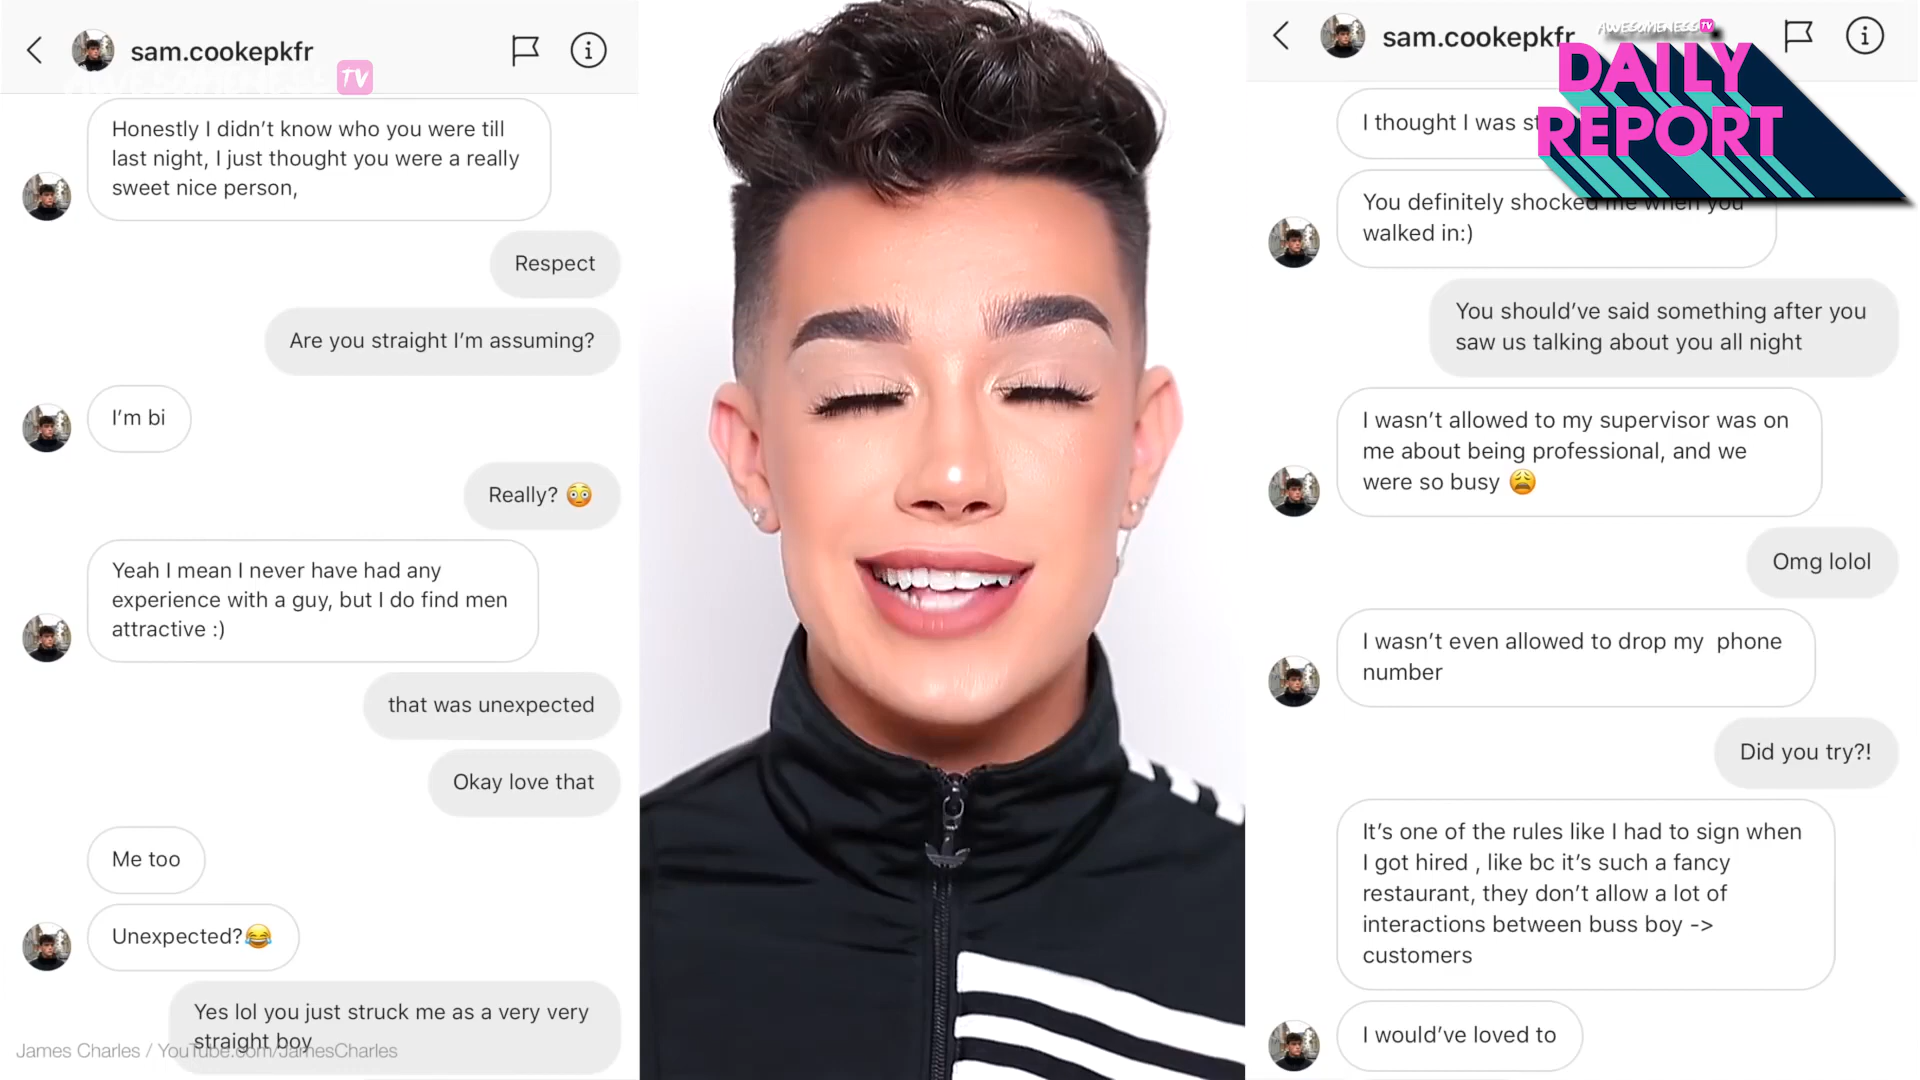 sam.cookepkfr
AWESOMENESS TV
Honestly I didn't know who you were till
last night, I just thought you were a really
sweet nice person,
Respect
Are you straight I'm assuming?
I'm bi
Really? 😳
Yeah I mean I never have had any
experience with a guy, but I do find men
attractive :)
that was unexpected
Okay love that
Me too
Unexpected?😂
Yes lol you just struck me as a very very
straight boy
James Charles / YouTube.com/JamesCharles
sam.cookepkfr
AWESOMENESS TV
DAILY
REPORT
I thought I was st
You definitely shocked me when you
walked in:)
You should've said something after you
saw us talking about you all night
I wasn't allowed to my supervisor was on
me about being professional, and we
were so busy 😩
Omg lolol
I wasn't even allowed to drop my  phone
number
Did you try?!
It's one of the rules like I had to sign when
I got hired , like bc it's such a fancy
restaurant, they don't allow a lot of
interactions between buss boy ->
customers
I would've loved to